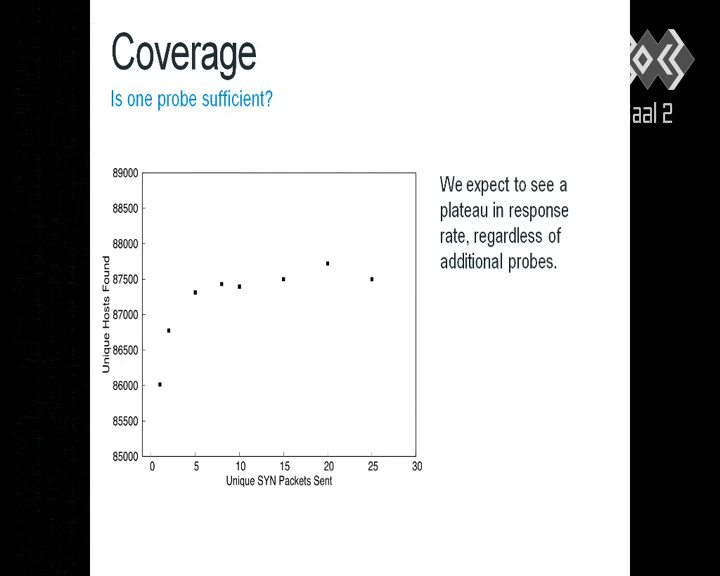 Coverage
Is one probe sufficient?
aal 2
We expect to see a
plateau in response
rate, regardless of
additional probes.
89000
88500
88000
87500
87000
86500
86000
85500
85000
Unique Hosts Found
0 5 10 15 20 25 30
Unique SYN Packets Sent